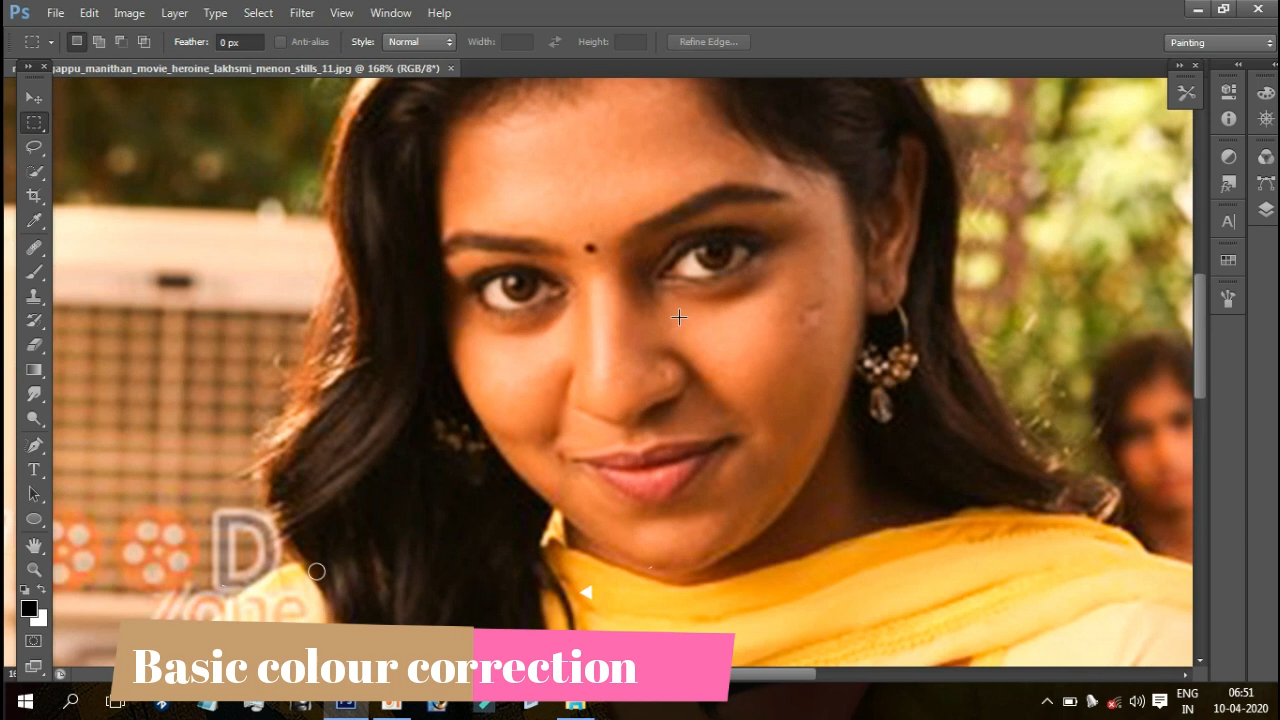 Ps File Edit Image Layer Type Select Filter View Window Help
Feather: 0 px Anti-alias Style: Normal Width: Height: Refine Edge... Painting
appu_manithan_movie_heroine_lakhsmi_menon_stills_11.jpg @ 168% (RGB/8*) ×
D
Zone
Basic colour correction
ENG
IN
06:51
10-04-2020